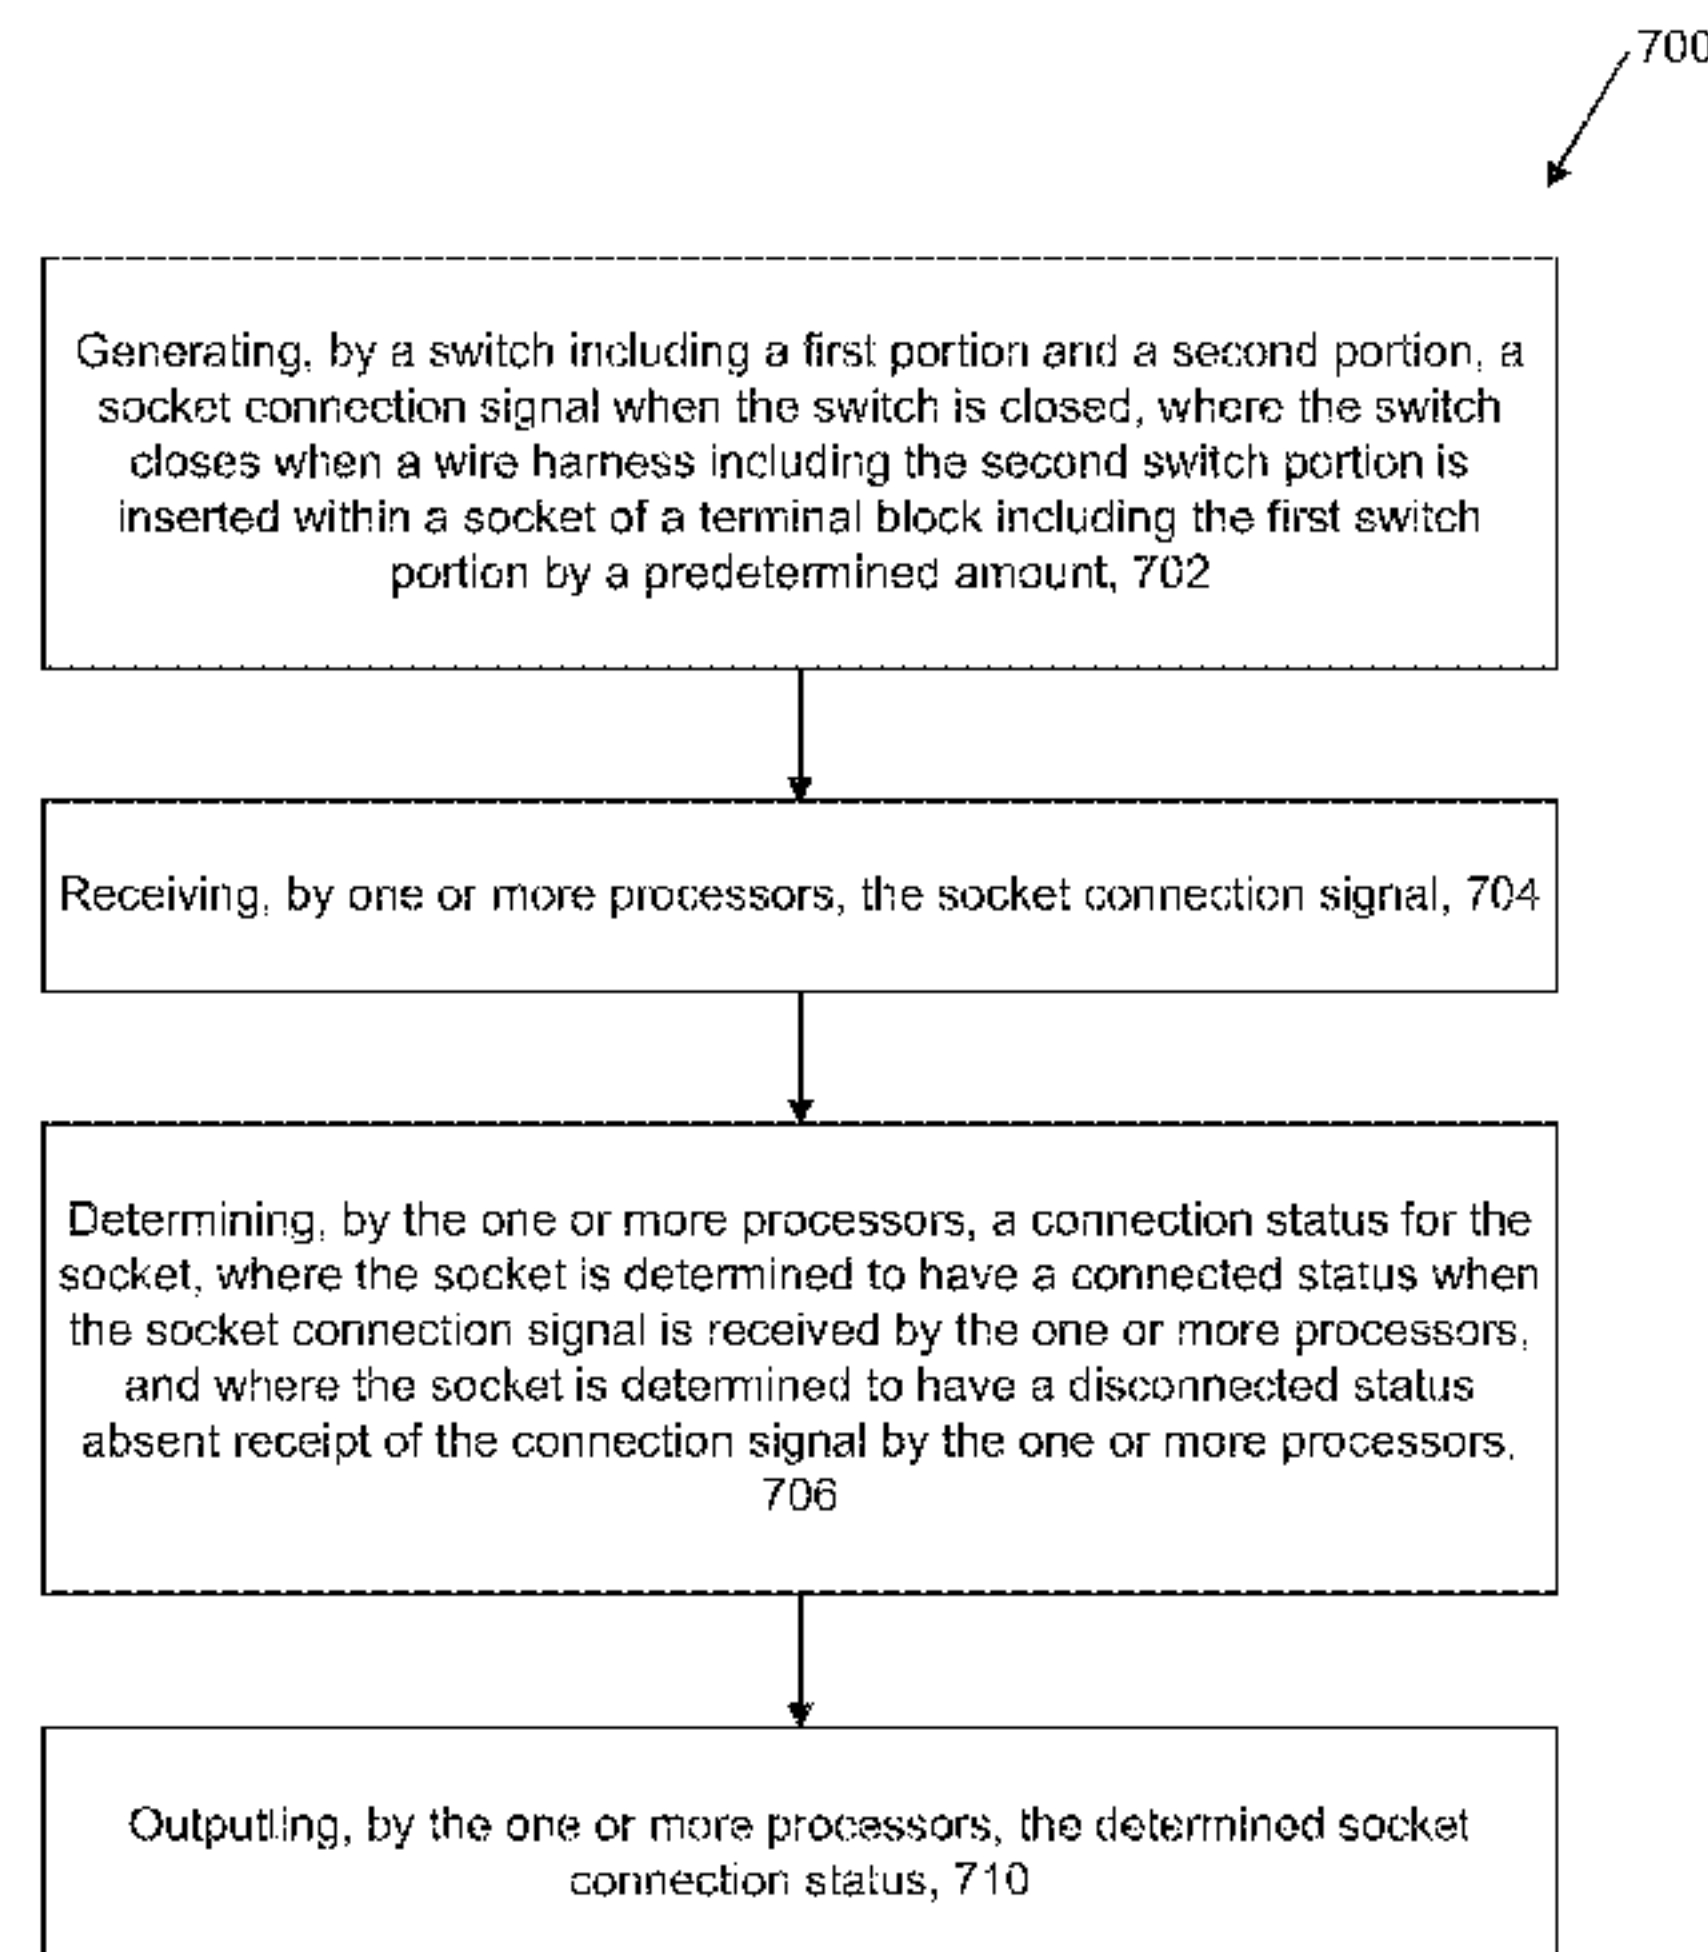 700
Generating, by a switch including a first portion and a second portion, a
socket connection signal when the switch is closed, where the switch
closes when a wire harness including the second switch portion is
inserted within a socket of a terminal block including the first switch
portion by a predetermined amount, 702
Receiving, by one or more processors, the socket connection signal, 704
Determining, by the one or more processors, a connection status for the
socket, where the socket is determined to have a connected status when
the socket connection signal is received by the one or more processors,
and where the socket is determined to have a disconnected status
absent receipt of the connection signal by the one or more processors,
706
Outputting, by the one or more processors, the determined socket
connection status, 710